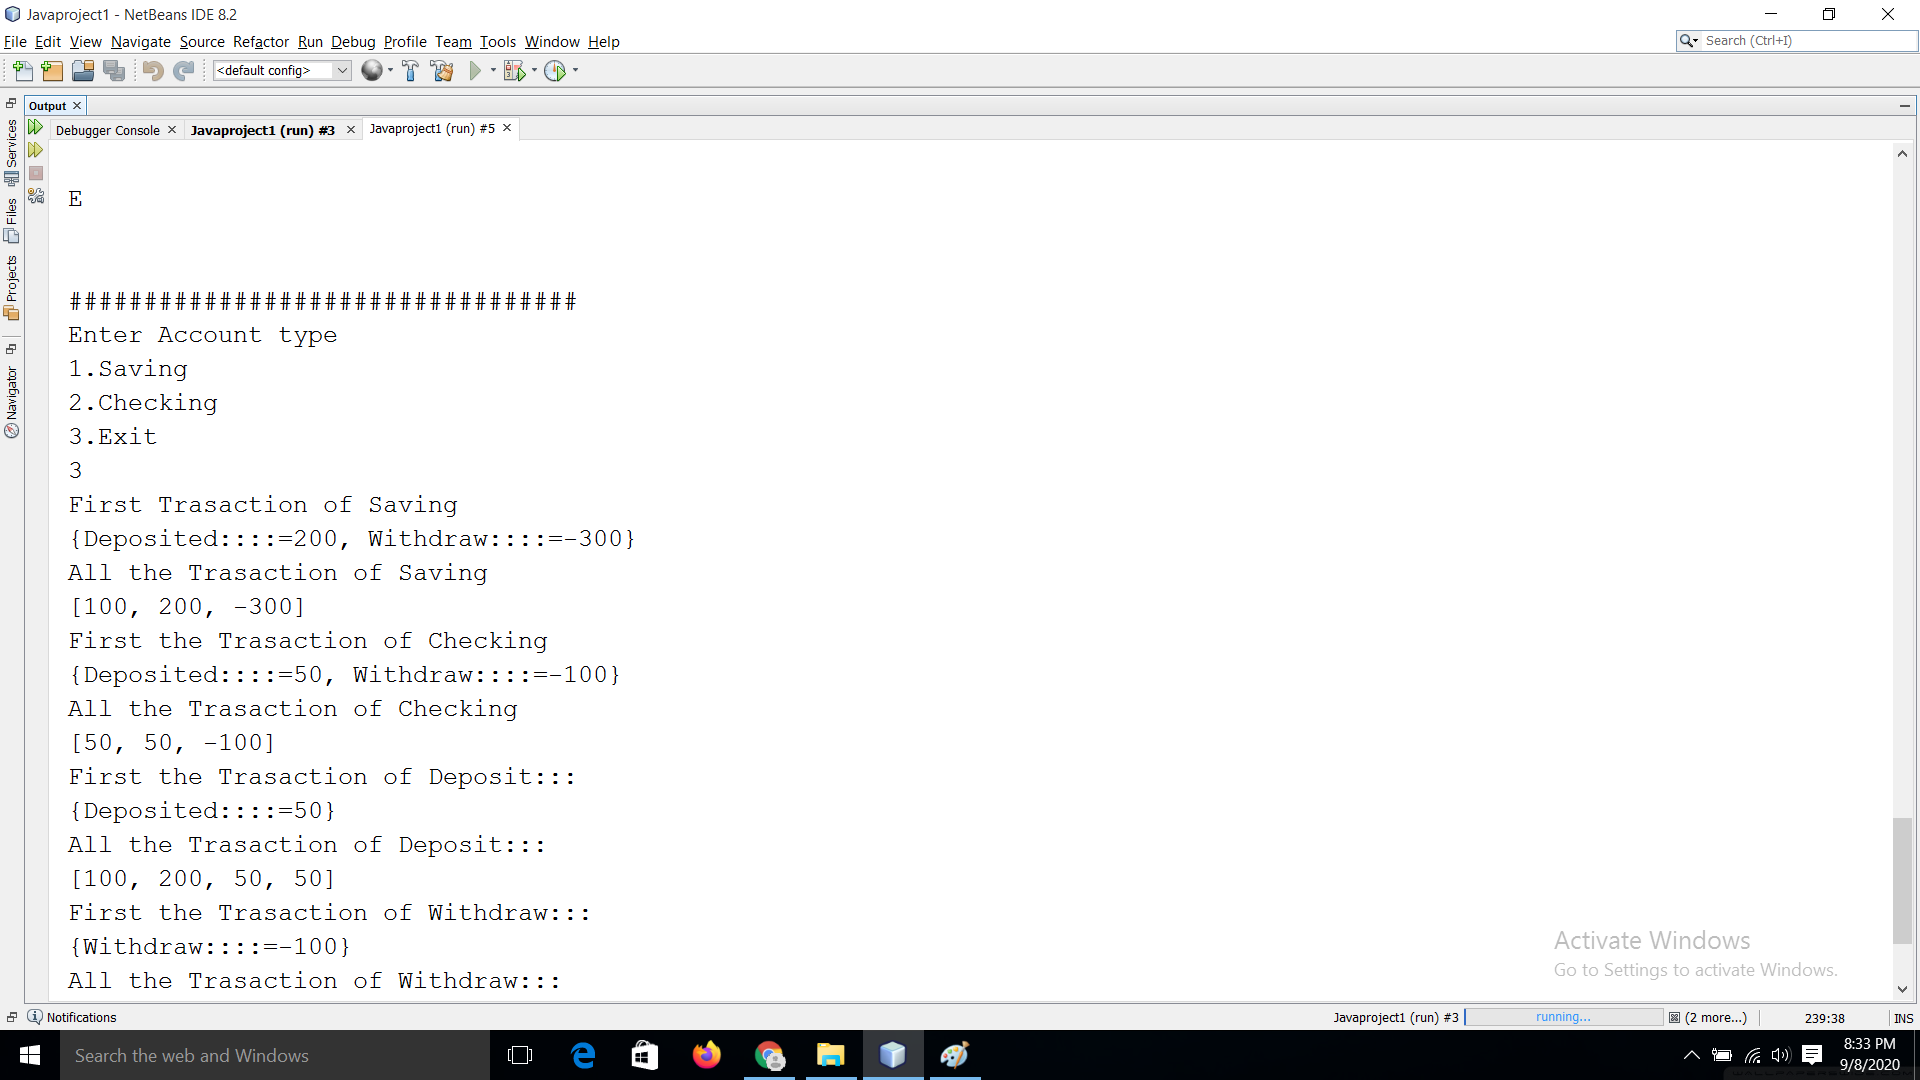 Javaproject1 - NetBeans IDE 8.2
File Edit View Navigate Source Refactor Run Debug Profile Team Tools Window Help
Search (Ctrl+I)
<default config>
Output
Debugger Console
Javaproject1 (run) #3
Javaproject1 (run) #5
Services
Files
Projects
Navigator
E
##################################
Enter Account type
1.Saving
2.Checking
3.Exit
3
First Trasaction of Saving
{Deposited::::=200, Withdraw::::=-300}
All the Trasaction of Saving
[100, 200, -300]
First the Trasaction of Checking
{Deposited::::=50, Withdraw::::=-100}
All the Trasaction of Checking
[50, 50, -100]
First the Trasaction of Deposit:::
{Deposited::::=50}
All the Trasaction of Deposit:::
[100, 200, 50, 50]
First the Trasaction of Withdraw:::
{Withdraw::::=-100}
All the Trasaction of Withdraw:::
Activate Windows
Go to Settings to activate Windows.
Notifications
Javaproject1 (run) #3
running...
(2 more...)
239:38
INS
Search the web and Windows
8:33 PM
9/8/2020